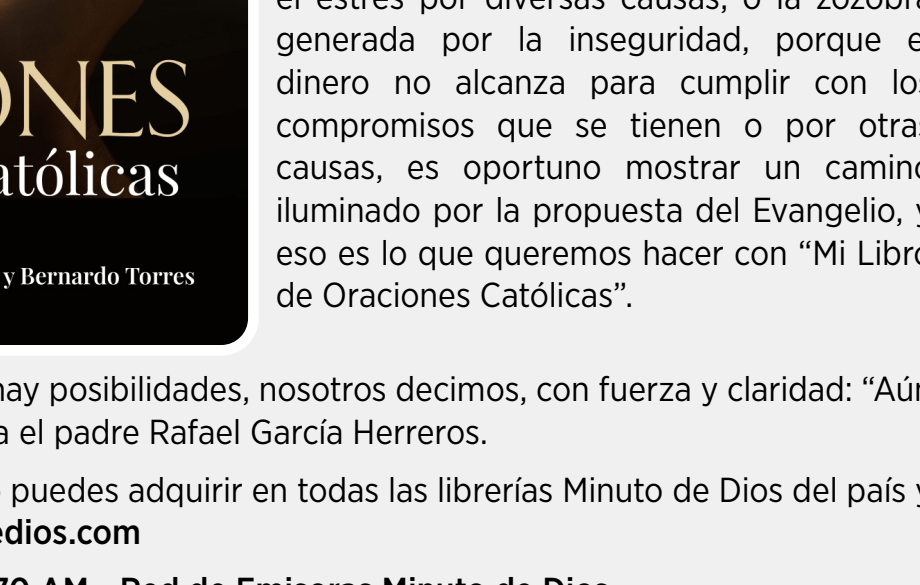 el estrés por diversas causas, o la zozobra
generada por la inseguridad, porque e
dinero no alcanza para cumplir con los
compromisos que se tienen o por otras
causas, es oportuno mostrar un camino
iluminado por la propuesta del Evangelio, y
eso es lo que queremos hacer con “Mi Libro
de Oraciones Católicas”.
ONES
atólicas
y Bernardo Torres
hay posibilidades, nosotros decimos, con fuerza y claridad: “Aún
a el padre Rafael García Herreros.
puedes adquirir en todas las librerías Minuto de Dios del país y
edios.com
30 AM - Red de Emisoras Minuto de Dios